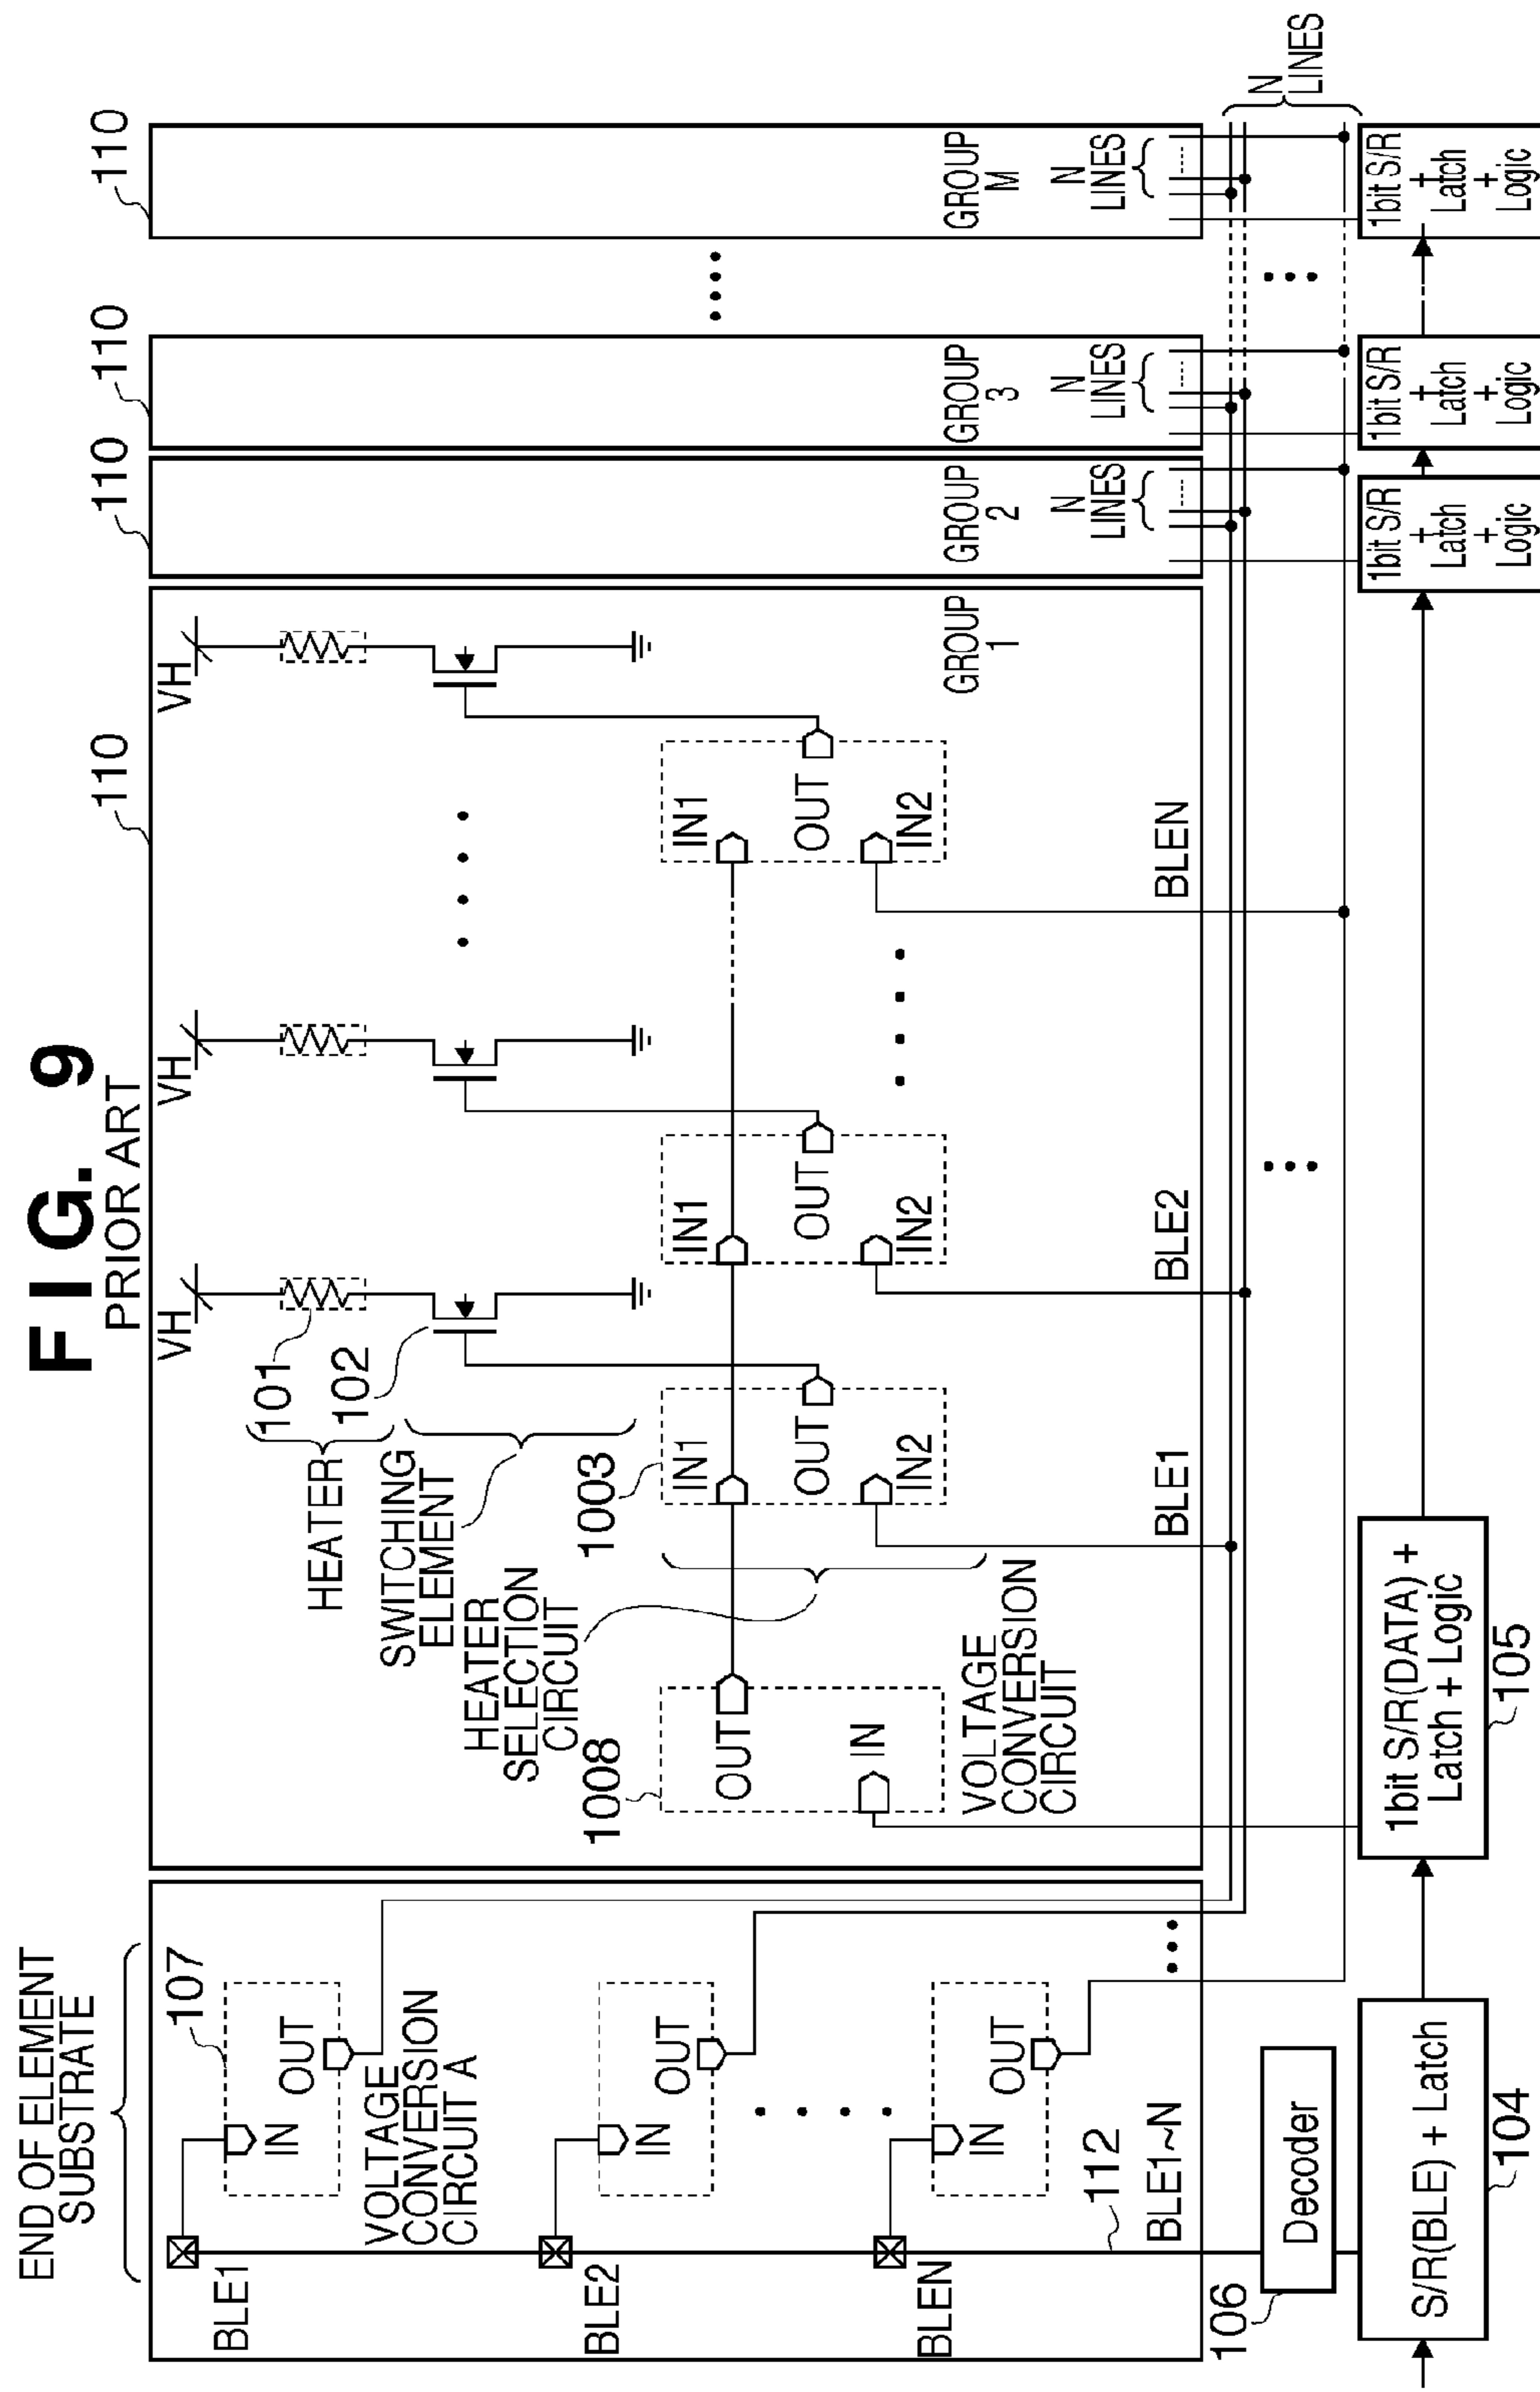 FIG. 9
PRIOR ART
END OF ELEMENT
SUBSTRATE
107
BLE1
IN
OUT
VOLTAGE
CONVERSION
CIRCUIT A
BLE2
IN
OUT
BLEN
IN
OUT
112
BLE1~N
106
Decoder
S/R(BLE) + Latch
104
110
VH
VH
VH
101
HEATER
102
SWITCHING
ELEMENT
HEATER
SELECTION
CIRCUIT
1003
1008
OUT
IN
VOLTAGE
CONVERSION
CIRCUIT
IN1
OUT
IN2
IN1
OUT
IN2
IN1
OUT
IN2
BLE1
BLE2
BLEN
GROUP
1
1bit S/R(DATA) +
Latch + Logic
105
110
GROUP
2
N
LINES
1bit S/R
+
Latch
+
Logic
110
GROUP
3
N
LINES
1bit S/R
+
Latch
+
Logic
110
GROUP
M
N
LINES
1bit S/R
+
Latch
+
Logic
N
LINES